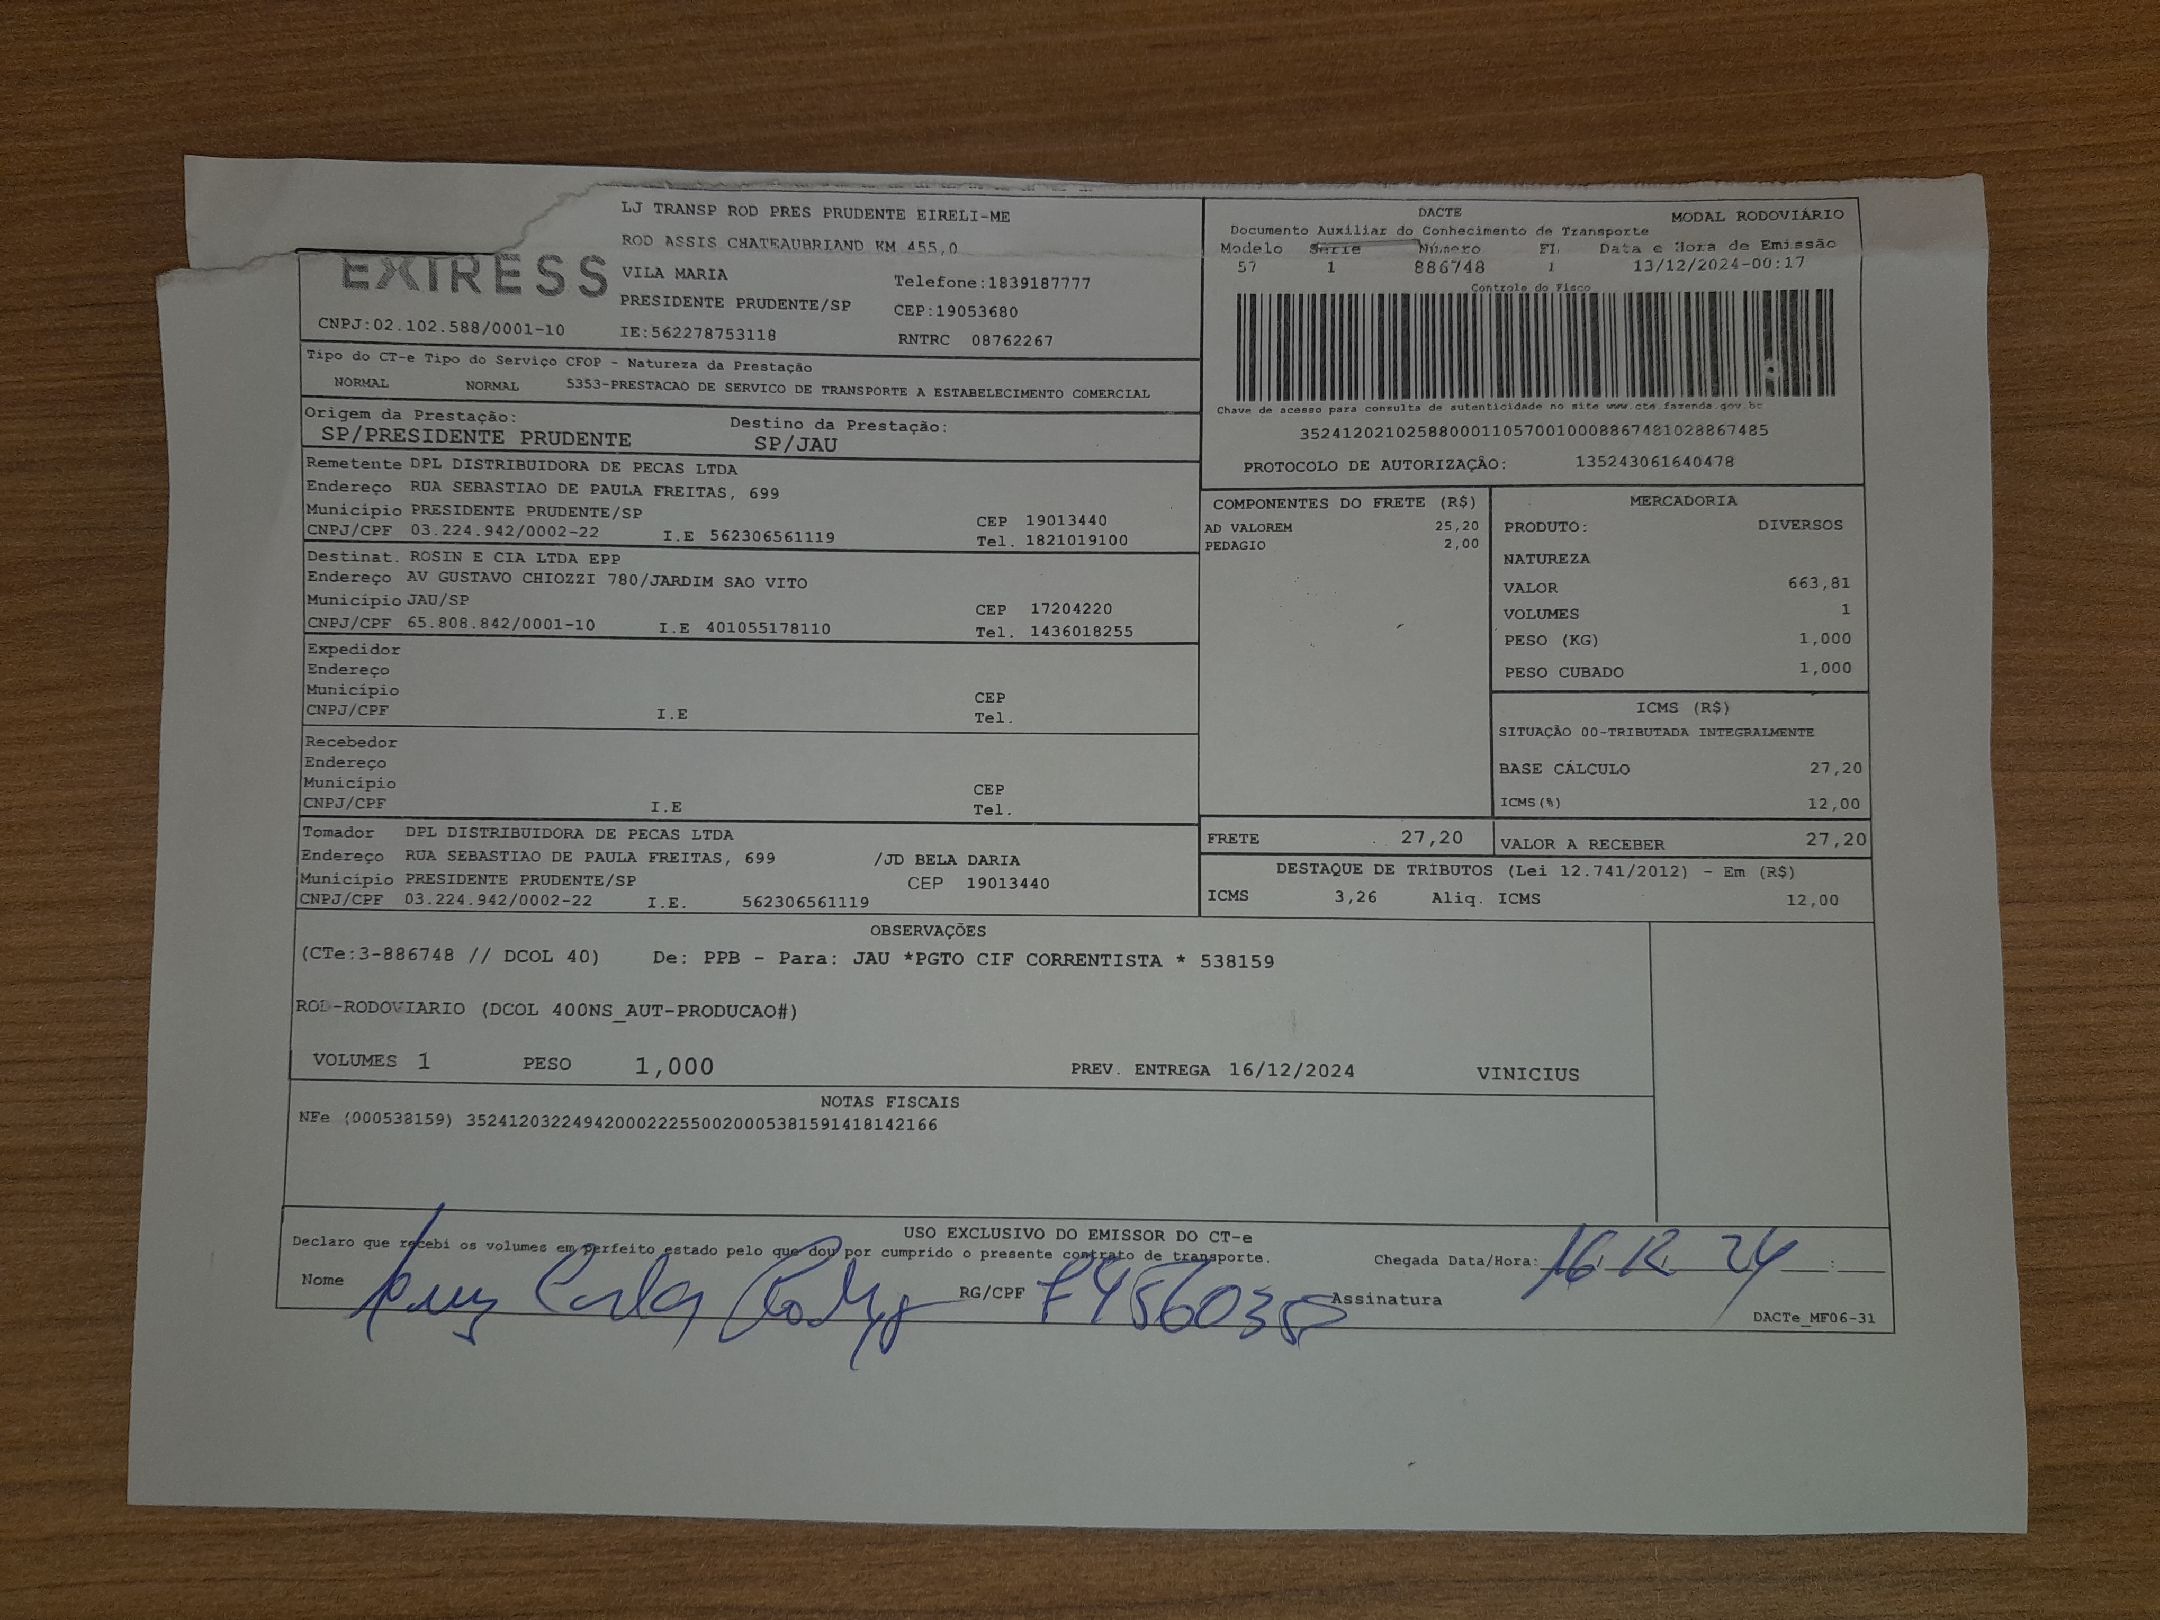 LJ TRANSP ROD PRES PRUDENTE EIRELI-ME
ROD ASSIS CHATEAUBRIAND KM 455,0
VILA MARIA Telefone:1839187777
PRESIDENTE PRUDENTE/SP CEP:19053680
CNPJ:02.102.588/0001-10 IE:562278753118 RNTRC 08762267
DACTE MODAL RODOVIÁRIO
Documento Auxiliar do Conhecimento de Transporte
Modelo Série Número Fl. Data e Hora de Emissão
57 1 886748 1 13/12/2024-00:17
Controle do Fisco
Chave de acesso para consulta de autenticidade no site www.cte.fazenda.gov.br
35241202102588000110570010008867481028867485
PROTOCOLO DE AUTORIZAÇÃO: 135243061640478
Tipo do CT-e Tipo do Serviço CFOP - Natureza da Prestação
NORMAL NORMAL 5353-PRESTACAO DE SERVICO DE TRANSPORTE A ESTABELECIMENTO COMERCIAL
Origem da Prestação: Destino da Prestação:
SP/PRESIDENTE PRUDENTE SP/JAU
Remetente DPL DISTRIBUIDORA DE PECAS LTDA
Endereço RUA SEBASTIAO DE PAULA FREITAS, 699
Município PRESIDENTE PRUDENTE/SP CEP 19013440
CNPJ/CPF 03.224.942/0002-22 I.E 562306561119 Tel. 1821019100
Destinat. ROSIN E CIA LTDA EPP
Endereço AV GUSTAVO CHIOZZI 780/JARDIM SAO VITO
Município JAU/SP CEP 17204220
CNPJ/CPF 65.808.842/0001-10 I.E 401055178110 Tel. 1436018255
Expedidor
Endereço
Município CEP
CNPJ/CPF I.E Tel.
Recebedor
Endereço
Município CEP
CNPJ/CPF I.E Tel.
Tomador DPL DISTRIBUIDORA DE PECAS LTDA
Endereço RUA SEBASTIAO DE PAULA FREITAS, 699 /JD BELA DARIA
Município PRESIDENTE PRUDENTE/SP CEP 19013440
CNPJ/CPF 03.224.942/0002-22 I.E. 562306561119
COMPONENTES DO FRETE (R$)
AD VALOREM 25,20
PEDAGIO 2,00
MERCADORIA
PRODUTO: DIVERSOS
NATUREZA
VALOR 663,81
VOLUMES 1
PESO (KG) 1,000
PESO CUBADO 1,000
ICMS (R$)
SITUAÇÃO 00-TRIBUTADA INTEGRALMENTE
BASE CÁLCULO 27,20
ICMS(%) 12,00
FRETE 27,20 VALOR A RECEBER 27,20
DESTAQUE DE TRIBUTOS (Lei 12.741/2012) - Em (R$)
ICMS 3,26 Aliq. ICMS 12,00
OBSERVAÇÕES
(CTe:3-886748 // DCOL 40) De: PPB - Para: JAU *PGTO CIF CORRENTISTA * 538159
ROD-RODOVIARIO (DCOL 400NS_AUT-PRODUCAO#)
VOLUMES 1 PESO 1,000 PREV. ENTREGA 16/12/2024 VINICIUS
NOTAS FISCAIS
NFe (000538159) 35241203224942000222550020005381591418142166
USO EXCLUSIVO DO EMISSOR DO CT-e
Declaro que recebi os volumes em perfeito estado pelo que dou por cumprido o presente contrato de transporte. Chegada Data/Hora: 16 12 24 :
Nome RG/CPF Assinatura
DACTe_MF06-31